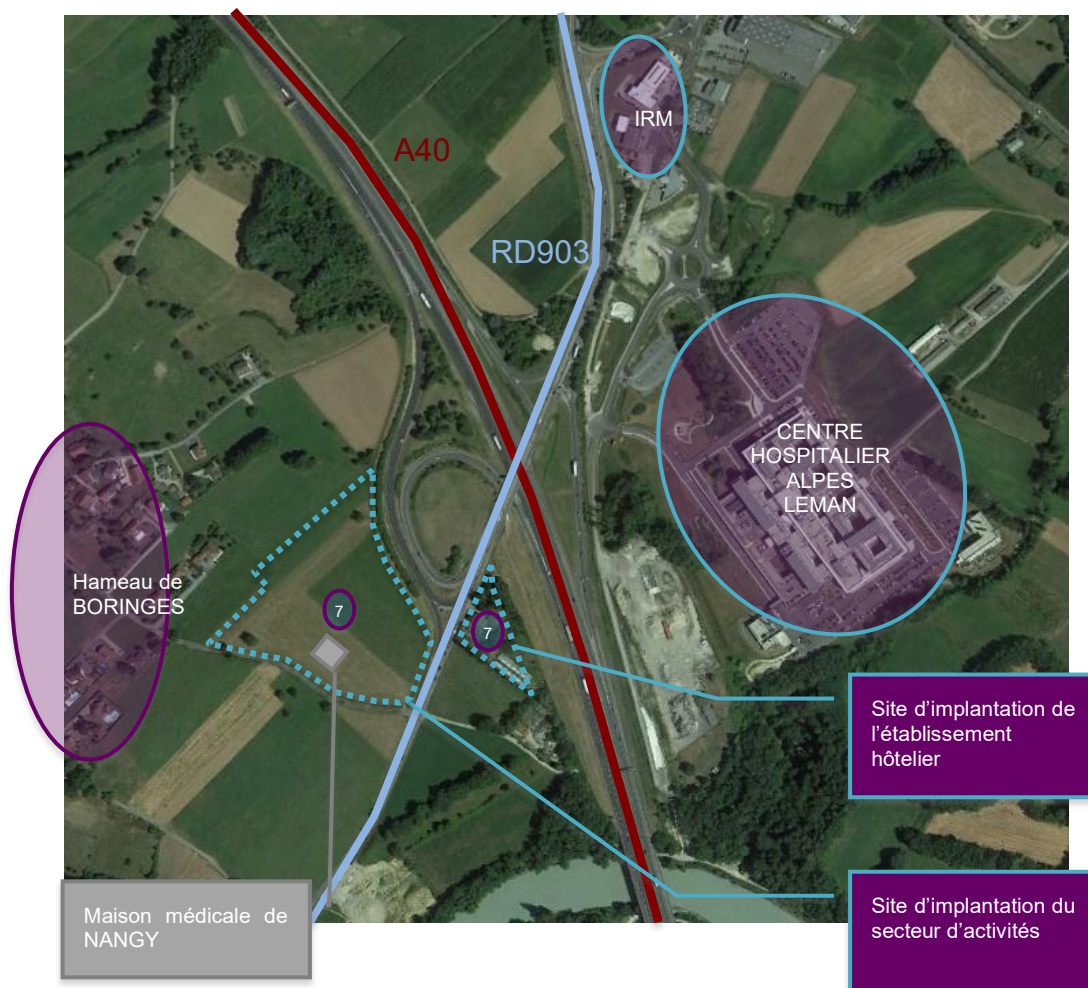 IRM
A40
RD903
CENTRE
HOSPITALIER
ALPES
LEMAN
Hameau de
BORINGES
7
7
Site d'implantation de
l'établissement
hôtelier
Maison médicale de
NANGY
Site d'implantation du
secteur d'activités